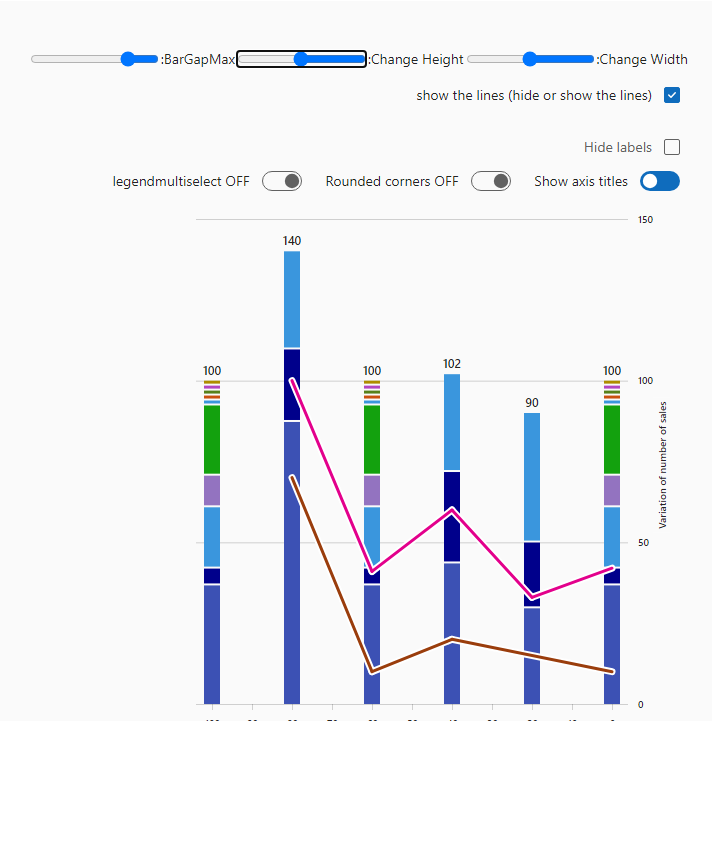 :BarGapMax :Change Height :Change Width
show the lines (hide or show the lines)
Hide labels
legendmultiselect OFF Rounded corners OFF Show axis titles
150
140
100 100 102 100
100
90
Variation of number of sales
50
0